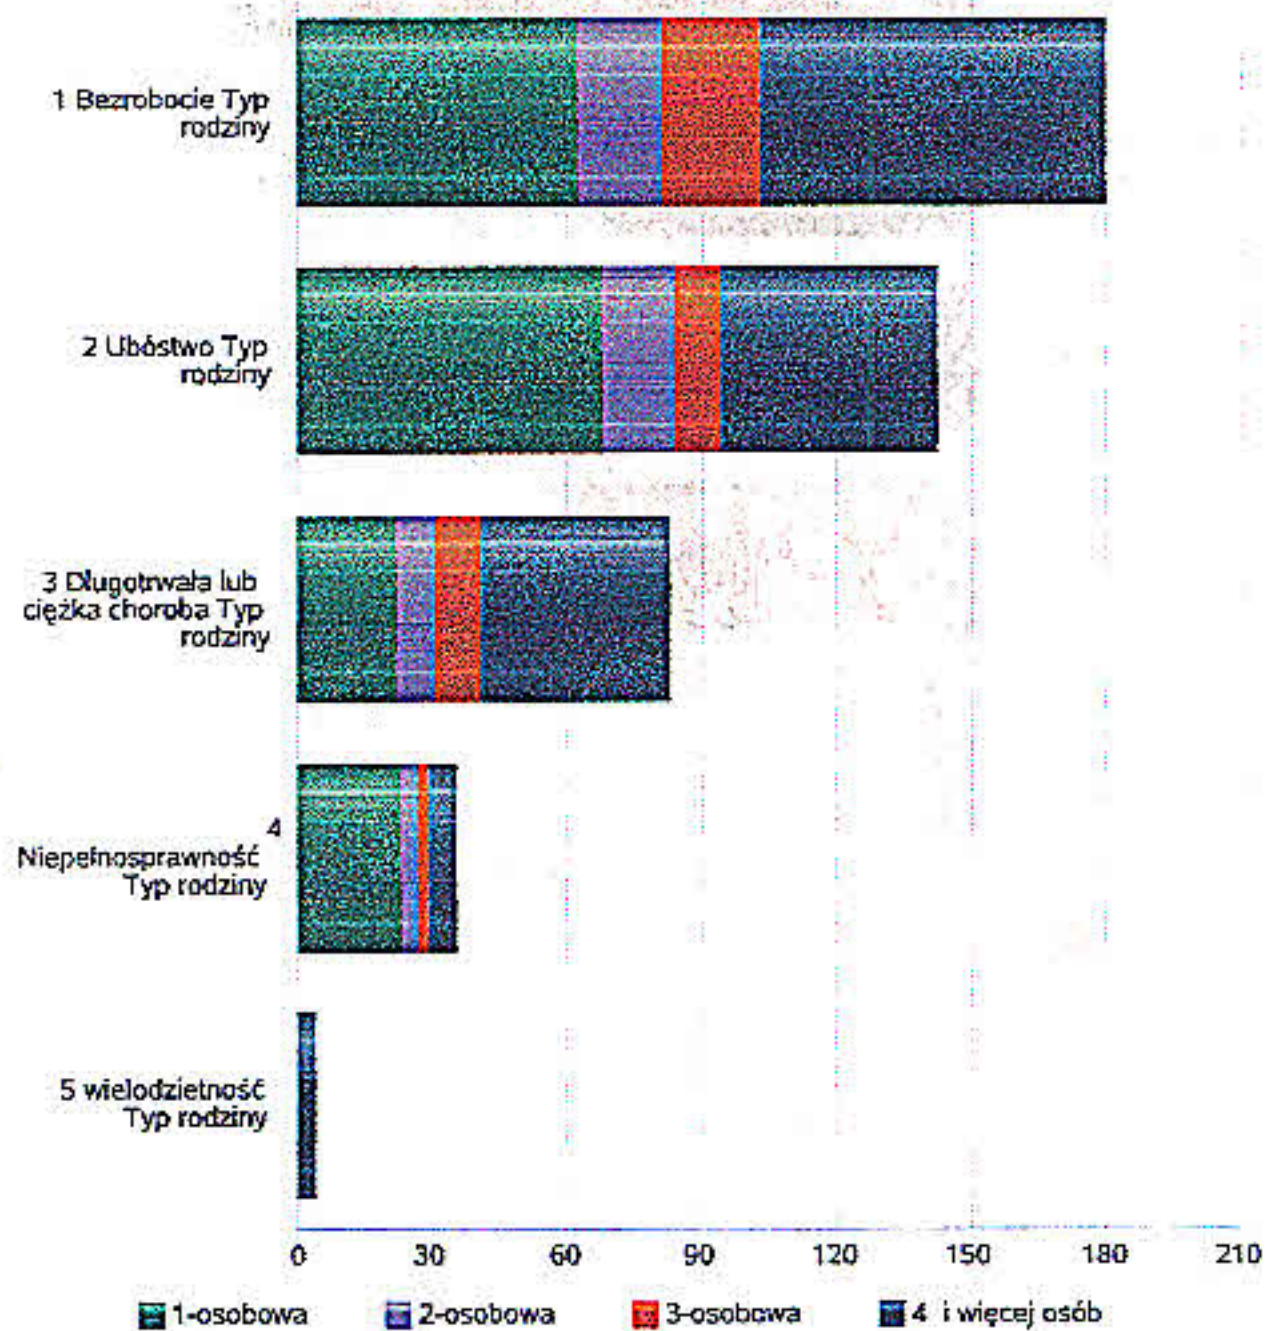 1 Bezrobocie Typ
rodziny
2 Ubóstwo Typ
rodziny
3 Długotrwała lub
ciężka choroba Typ
rodziny
4
Niepełnosprawność
Typ rodziny
5 wielodzietność
Typ rodziny
0 30 60 90 120 150 180 210
1-osobowa 2-osobowa 3-osobowa 4 i więcej osób